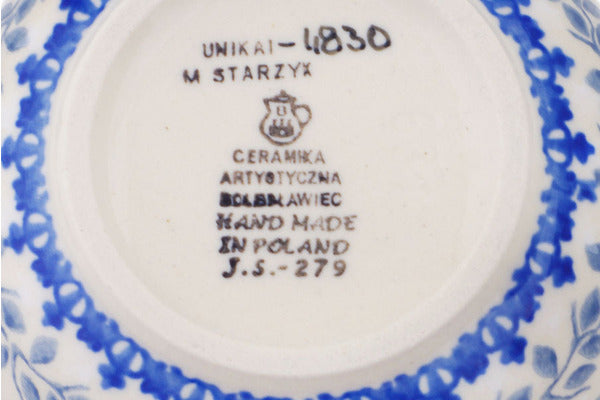 UNIKAT-4830
M STARZYK
B
CERAMIKA
ARTYSTYCZNA
BOLESŁAWIEC
HAND MADE
IN POLAND
J.S.-279